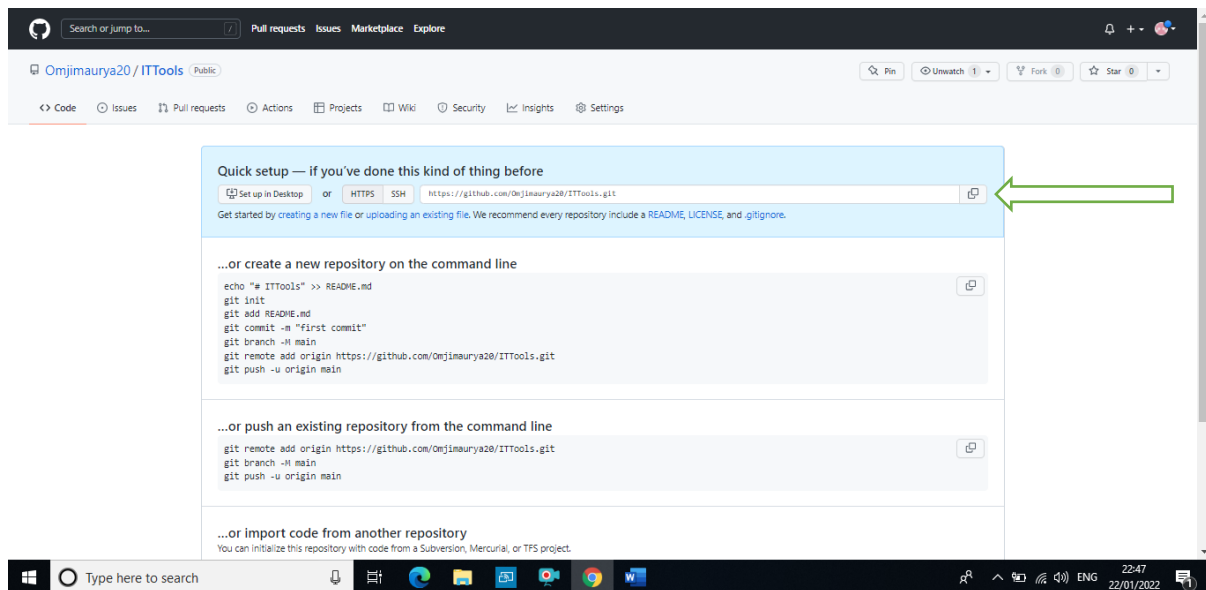 Search or jump to... /
Pull requests Issues Marketplace Explore
Omjimaurya20 / ITTools Public
Pin Unwatch 1 Fork 0 Star 0
<> Code Issues Pull requests Actions Projects Wiki Security Insights Settings
Quick setup — if you've done this kind of thing before
Set up in Desktop or HTTPS SSH https://github.com/Omjimaurya20/ITTools.git
Get started by creating a new file or uploading an existing file. We recommend every repository include a README, LICENSE, and .gitignore.
...or create a new repository on the command line
echo "# ITTools" >> README.md
git init
git add README.md
git commit -m "first commit"
git branch -M main
git remote add origin https://github.com/Omjimaurya20/ITTools.git
git push -u origin main
...or push an existing repository from the command line
git remote add origin https://github.com/Omjimaurya20/ITTools.git
git branch -M main
git push -u origin main
...or import code from another repository
You can initialize this repository with code from a Subversion, Mercurial, or TFS project.
Type here to search
ENG
22:47
22/01/2022
1